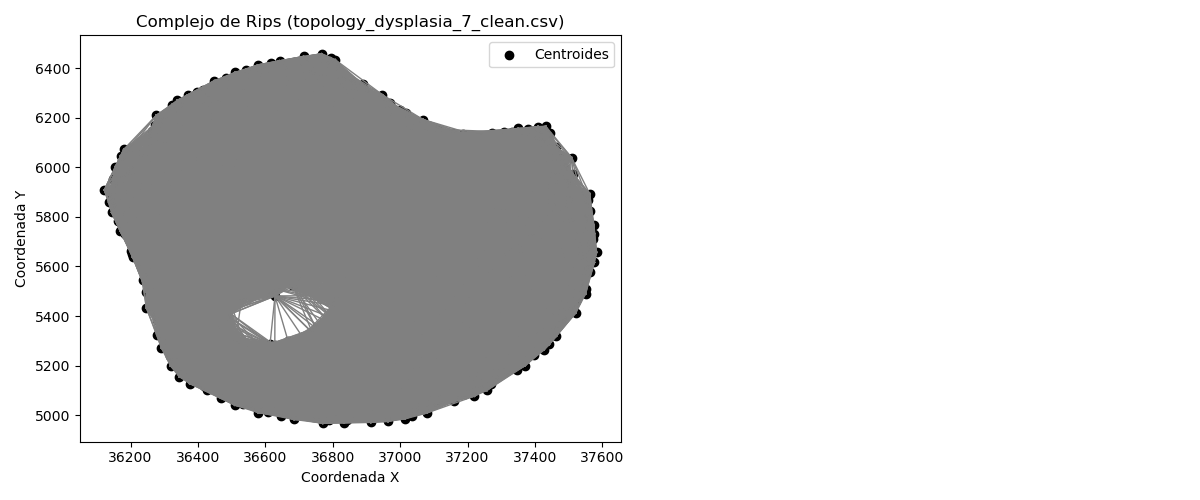 Complejo de Rips (topology_dysplasia_7_clean.csv)
Centroides
Coordenada Y
6400
6200
6000
5800
5600
5400
5200
5000
36200 36400 36600 36800 37000 37200 37400 37600
Coordenada X